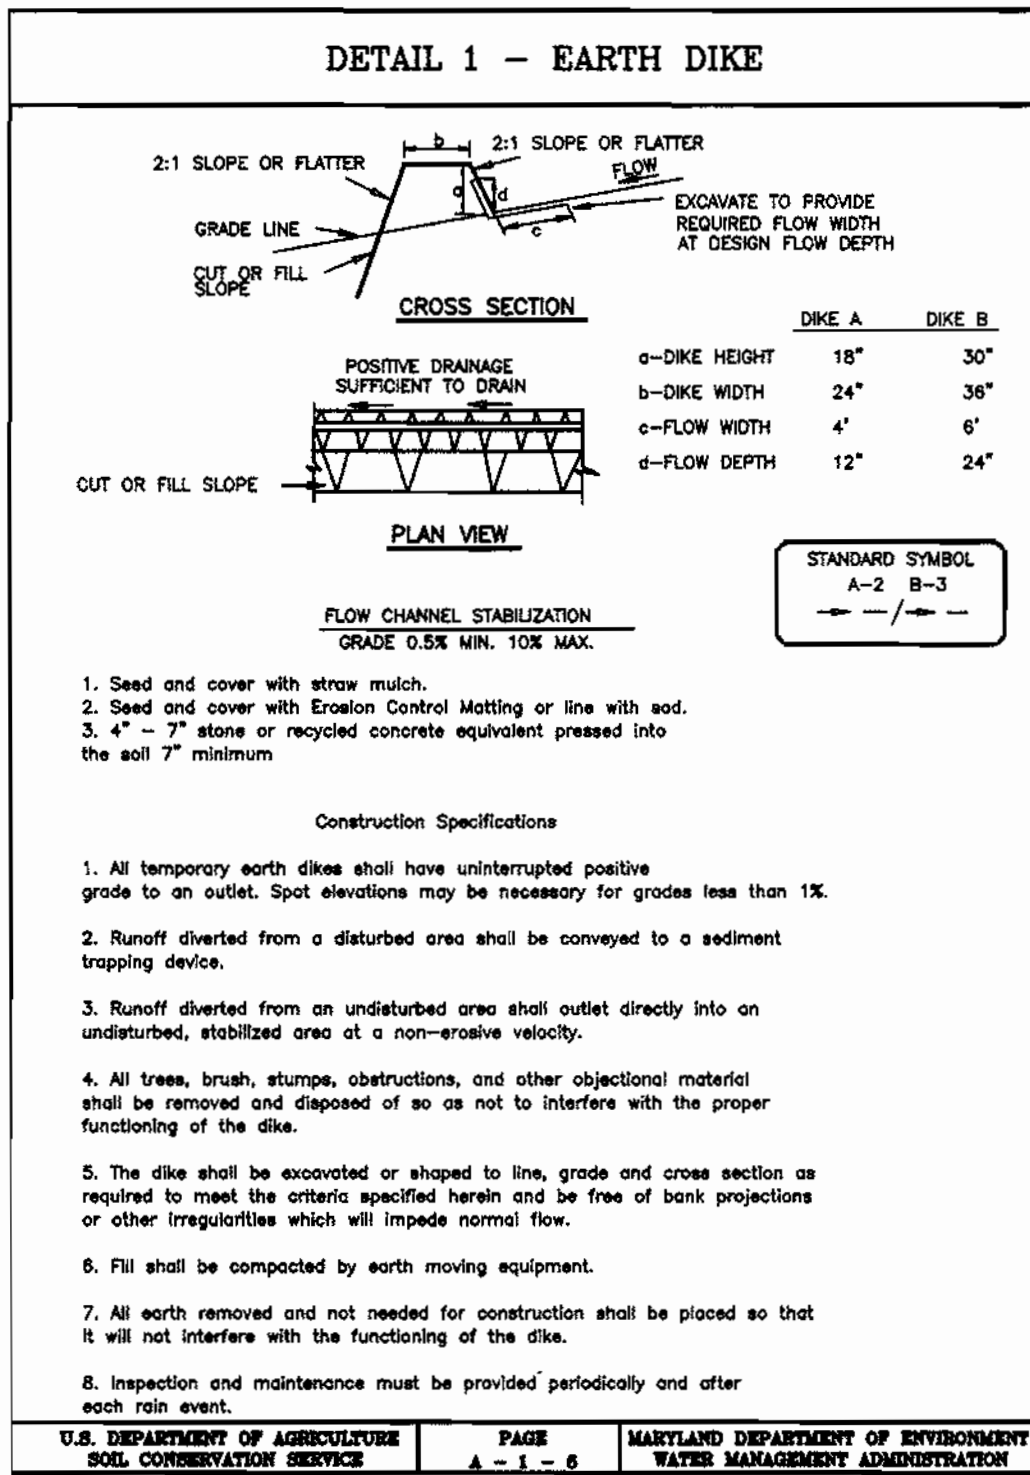 DETAIL 1 — EARTH DIKE
b
2:1 SLOPE OR FLATTER
2:1 SLOPE OR FLATTER
FLOW
a
d
c
EXCAVATE TO PROVIDE
REQUIRED FLOW WIDTH
AT DESIGN FLOW DEPTH
GRADE LINE
CUT OR FILL
SLOPE
CROSS SECTION
DIKE A DIKE B
a—DIKE HEIGHT 18" 30"
b—DIKE WIDTH 24" 36"
c—FLOW WIDTH 4' 6'
d—FLOW DEPTH 12" 24"
POSITIVE DRAINAGE
SUFFICIENT TO DRAIN
CUT OR FILL SLOPE
PLAN VIEW
STANDARD SYMBOL
A—2 B—3
FLOW CHANNEL STABILIZATION
GRADE 0.5% MIN. 10% MAX.
1. Seed and cover with straw mulch.
2. Seed and cover with Erosion Control Matting or line with sod.
3. 4" — 7" stone or recycled concrete equivalent pressed into
the soil 7" minimum
Construction Specifications
1. All temporary earth dikes shall have uninterrupted positive
grade to an outlet. Spot elevations may be necessary for grades less than 1%.
2. Runoff diverted from a disturbed area shall be conveyed to a sediment
trapping device.
3. Runoff diverted from an undisturbed area shall outlet directly into an
undisturbed, stabilized area at a non—erosive velocity.
4. All trees, brush, stumps, obstructions, and other objectional material
shall be removed and disposed of so as not to interfere with the proper
functioning of the dike.
5. The dike shall be excavated or shaped to line, grade and cross section as
required to meet the criteria specified herein and be free of bank projections
or other irregularities which will impede normal flow.
6. Fill shall be compacted by earth moving equipment.
7. All earth removed and not needed for construction shall be placed so that
it will not interfere with the functioning of the dike.
8. Inspection and maintenance must be provided periodically and after
each rain event.
U.S. DEPARTMENT OF AGRICULTURE
SOIL CONSERVATION SERVICE
PAGE
A — 1 — 6
MARYLAND DEPARTMENT OF ENVIRONMENT
WATER MANAGEMENT ADMINISTRATION